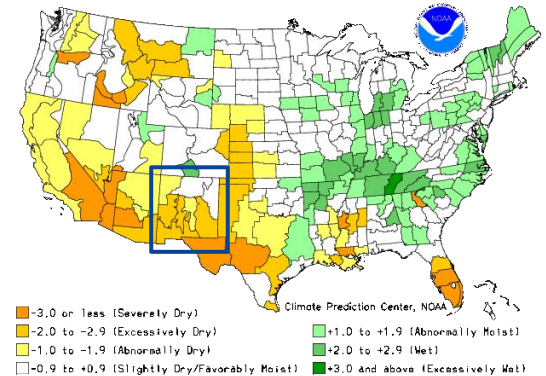 NOAA
Climate Prediction Center, NOAA
-3.0 or less (Severely Dry)
-2.0 to -2.9 (Excessively Dry)
-1.0 to -1.9 (Abnormally Dry)
-0.9 to +0.9 (Slightly Dry/Favorably Moist)
+1.0 to +1.9 (Abnormally Moist)
+2.0 to +2.9 (Wet)
+3.0 and above (Excessively Wet)